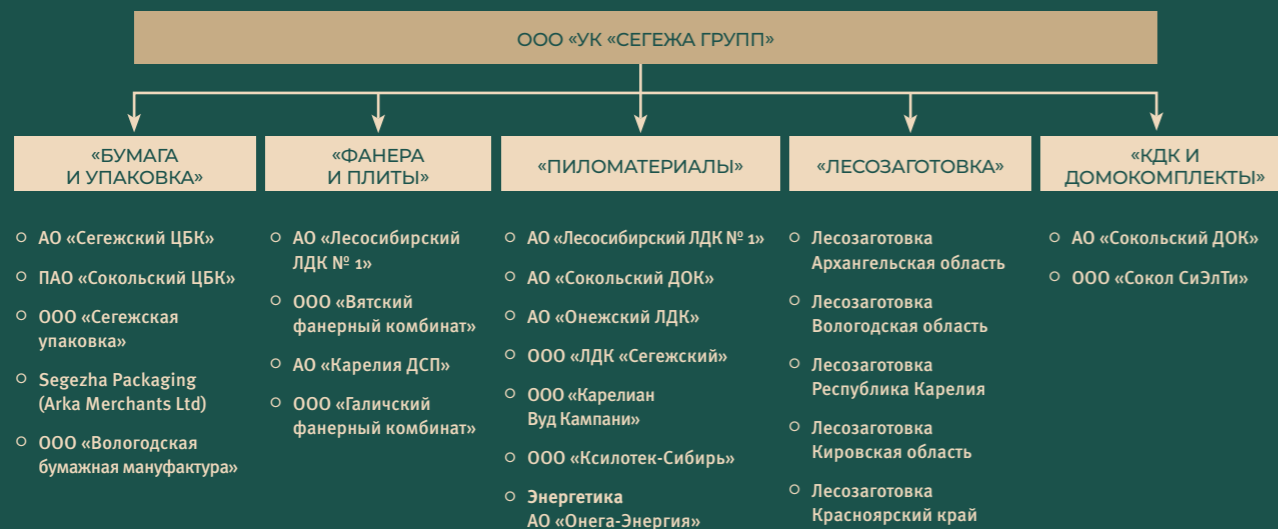 ООО «УК «СЕГЕЖА ГРУПП»
«БУМАГА
И УПАКОВКА»
АО «Сегежский ЦБК»
ПАО «Сокольский ЦБК»
ООО «Сегежская
упаковка»
Segezha Packaging
(Arka Merchants Ltd)
ООО «Вологодская
бумажная мануфактура»
«ФАНЕРА
И ПЛИТЫ»
АО «Лесосибирский
ЛДК № 1»
ООО «Вятский
фанерный комбинат»
АО «Карелия ДСП»
ООО «Галичский
фанерный комбинат»
«ПИЛОМАТЕРИАЛЫ»
АО «Лесосибирский ЛДК № 1»
АО «Сокольский ДОК»
АО «Онежский ЛДК»
ООО «ЛДК «Сегежский»
ООО «Карелиан
Вуд Кампани»
ООО «Ксилотек-Сибирь»
Энергетика
АО «Онега-Энергия»
«ЛЕСОЗАГОТОВКА»
Лесозаготовка
Архангельская область
Лесозаготовка
Вологодская область
Лесозаготовка
Республика Карелия
Лесозаготовка
Кировская область
Лесозаготовка
Красноярский край
«КДК И
ДОМОКОМПЛЕКТЫ»
АО «Сокольский ДОК»
ООО «Сокол СиЭлТи»